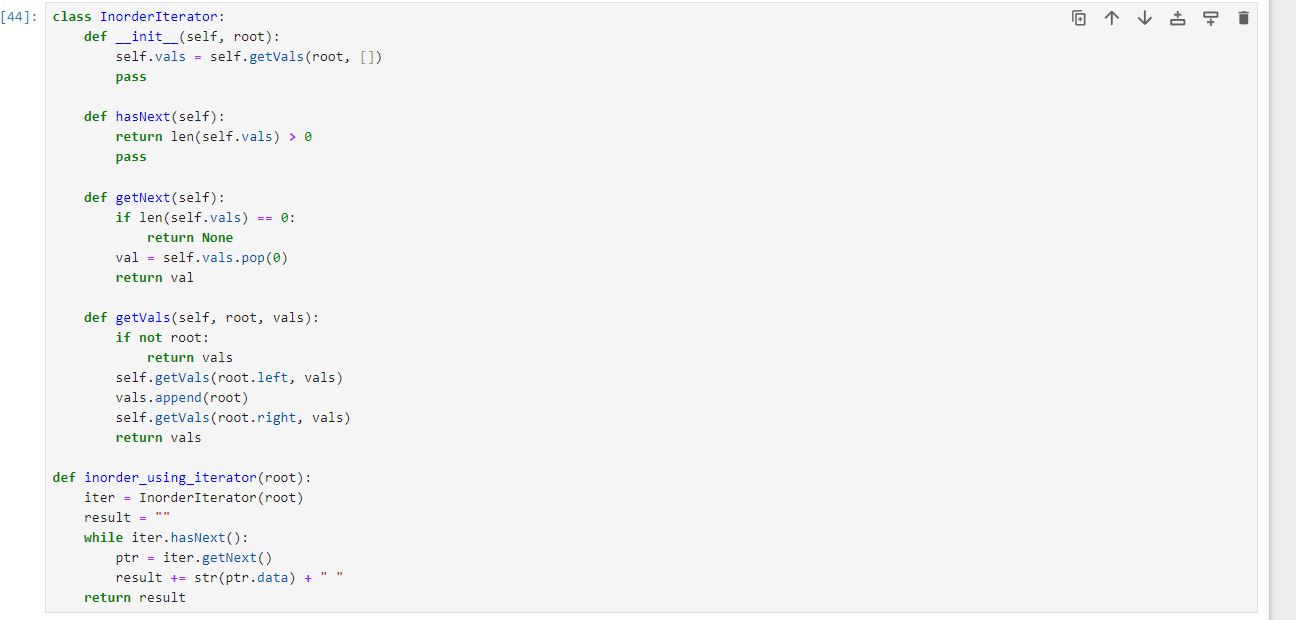 [44]: class InorderIterator:
    def __init__(self, root):
        self.vals = self.getVals(root, [])
        pass

    def hasNext(self):
        return len(self.vals) > 0
        pass

    def getNext(self):
        if len(self.vals) == 0:
            return None
        val = self.vals.pop(0)
        return val

    def getVals(self, root, vals):
        if not root:
            return vals
        self.getVals(root.left, vals)
        vals.append(root)
        self.getVals(root.right, vals)
        return vals

def inorder_using_iterator(root):
    iter = InorderIterator(root)
    result = ""
    while iter.hasNext():
        ptr = iter.getNext()
        result += str(ptr.data) + " "
    return result